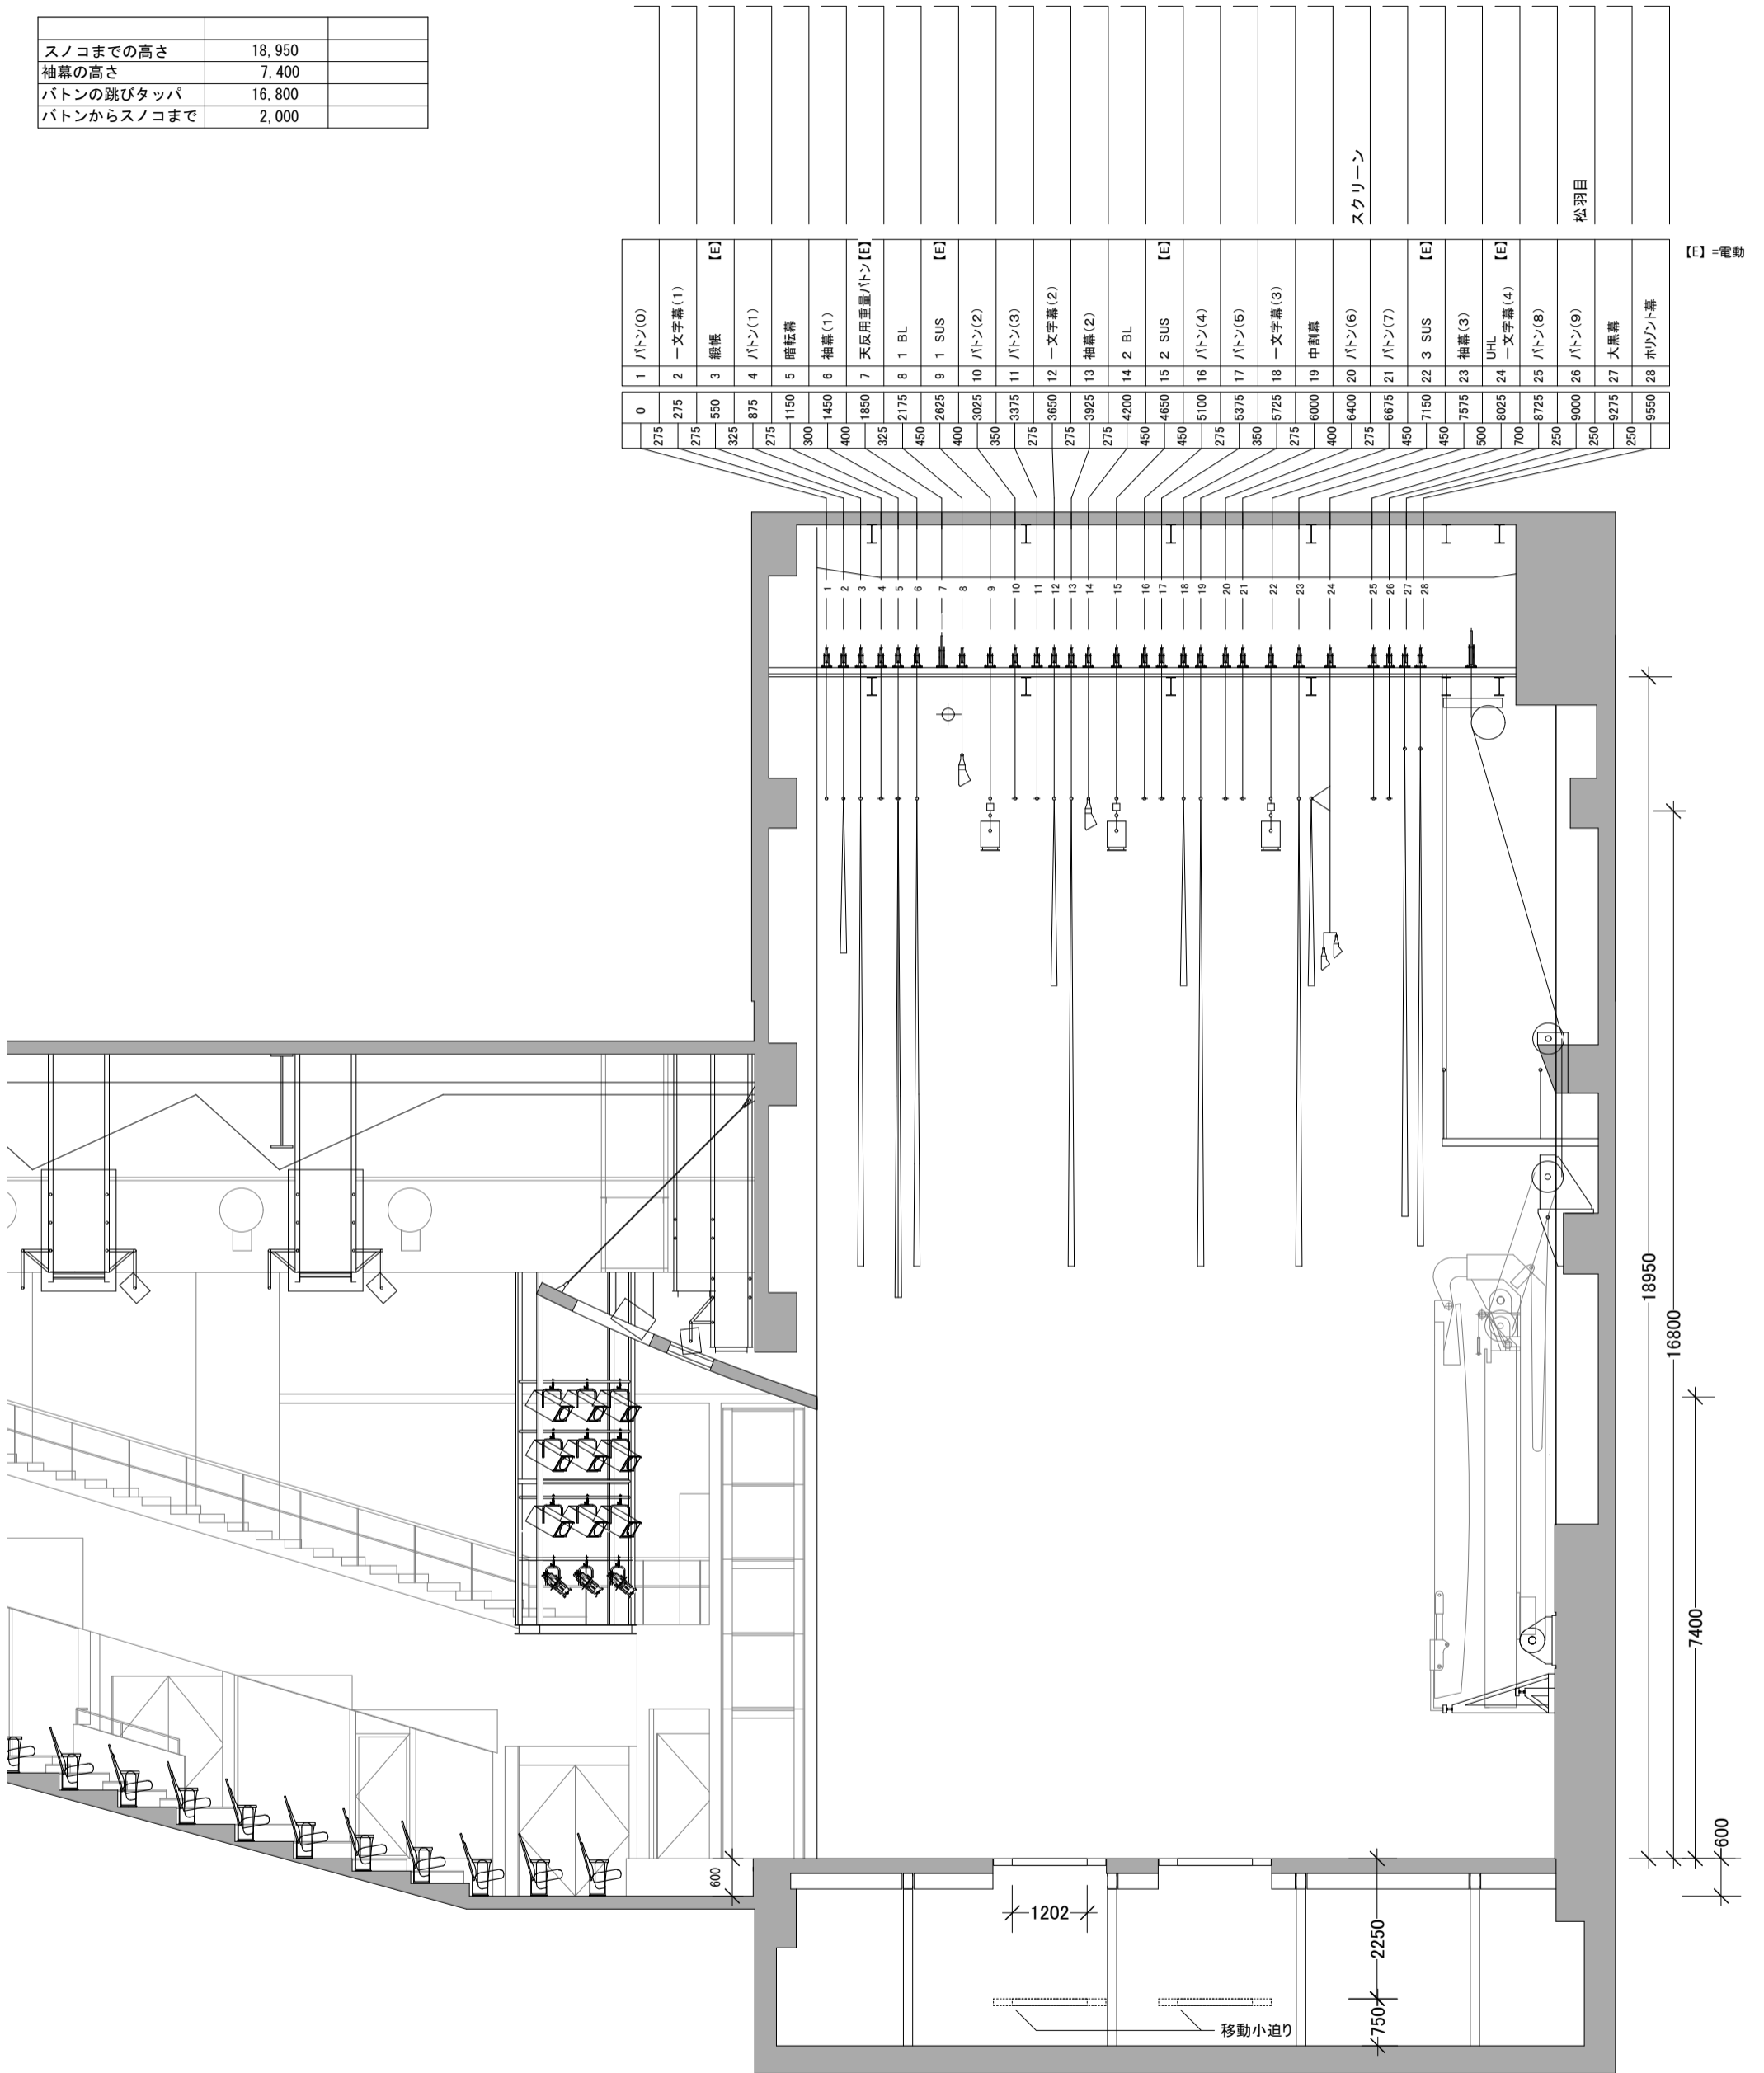 スノコまでの高さ 18,950
袖幕の高さ 7,400
バトンの跳びタッパ 16,800
バトンからスノコまで 2,000
スクリーン
松羽目
【E】=電動
1 バトン(0)
2 一文字幕(1)
3 緞帳 【E】
4 バトン(1)
5 暗転幕
6 袖幕(1)
7 天反用重量バトン【E】
8 1 BL
9 1 SUS 【E】
10 バトン(2)
11 バトン(3)
12 一文字幕(2)
13 袖幕(2)
14 2 BL
15 2 SUS 【E】
16 バトン(4)
17 バトン(5)
18 一文字幕(3)
19 中割幕
20 バトン(6)
21 バトン(7)
22 3 SUS 【E】
23 袖幕(3)
24 UHL 一文字幕(4) 【E】
25 バトン(8)
26 バトン(9)
27 大黒幕
28 ホリゾント幕
0 275 550 875 1150 1450 1850 2175 2625 3025 3375 3650 3925 4200 4650 5100 5375 5725 6000 6400 6675 7150 7575 8025 8725 9000 9275 9550
275 275 325 275 300 400 325 450 400 350 275 275 275 450 450 275 350 275 400 275 450 450 500 700 250 250 250
1 2 3 4 5 6 7 8 9 10 11 12 13 14 15 16 17 18 19 20 21 22 23 24 25 26 27 28
18950
16800
7400
600
600
1202
2250
750
移動小迫り